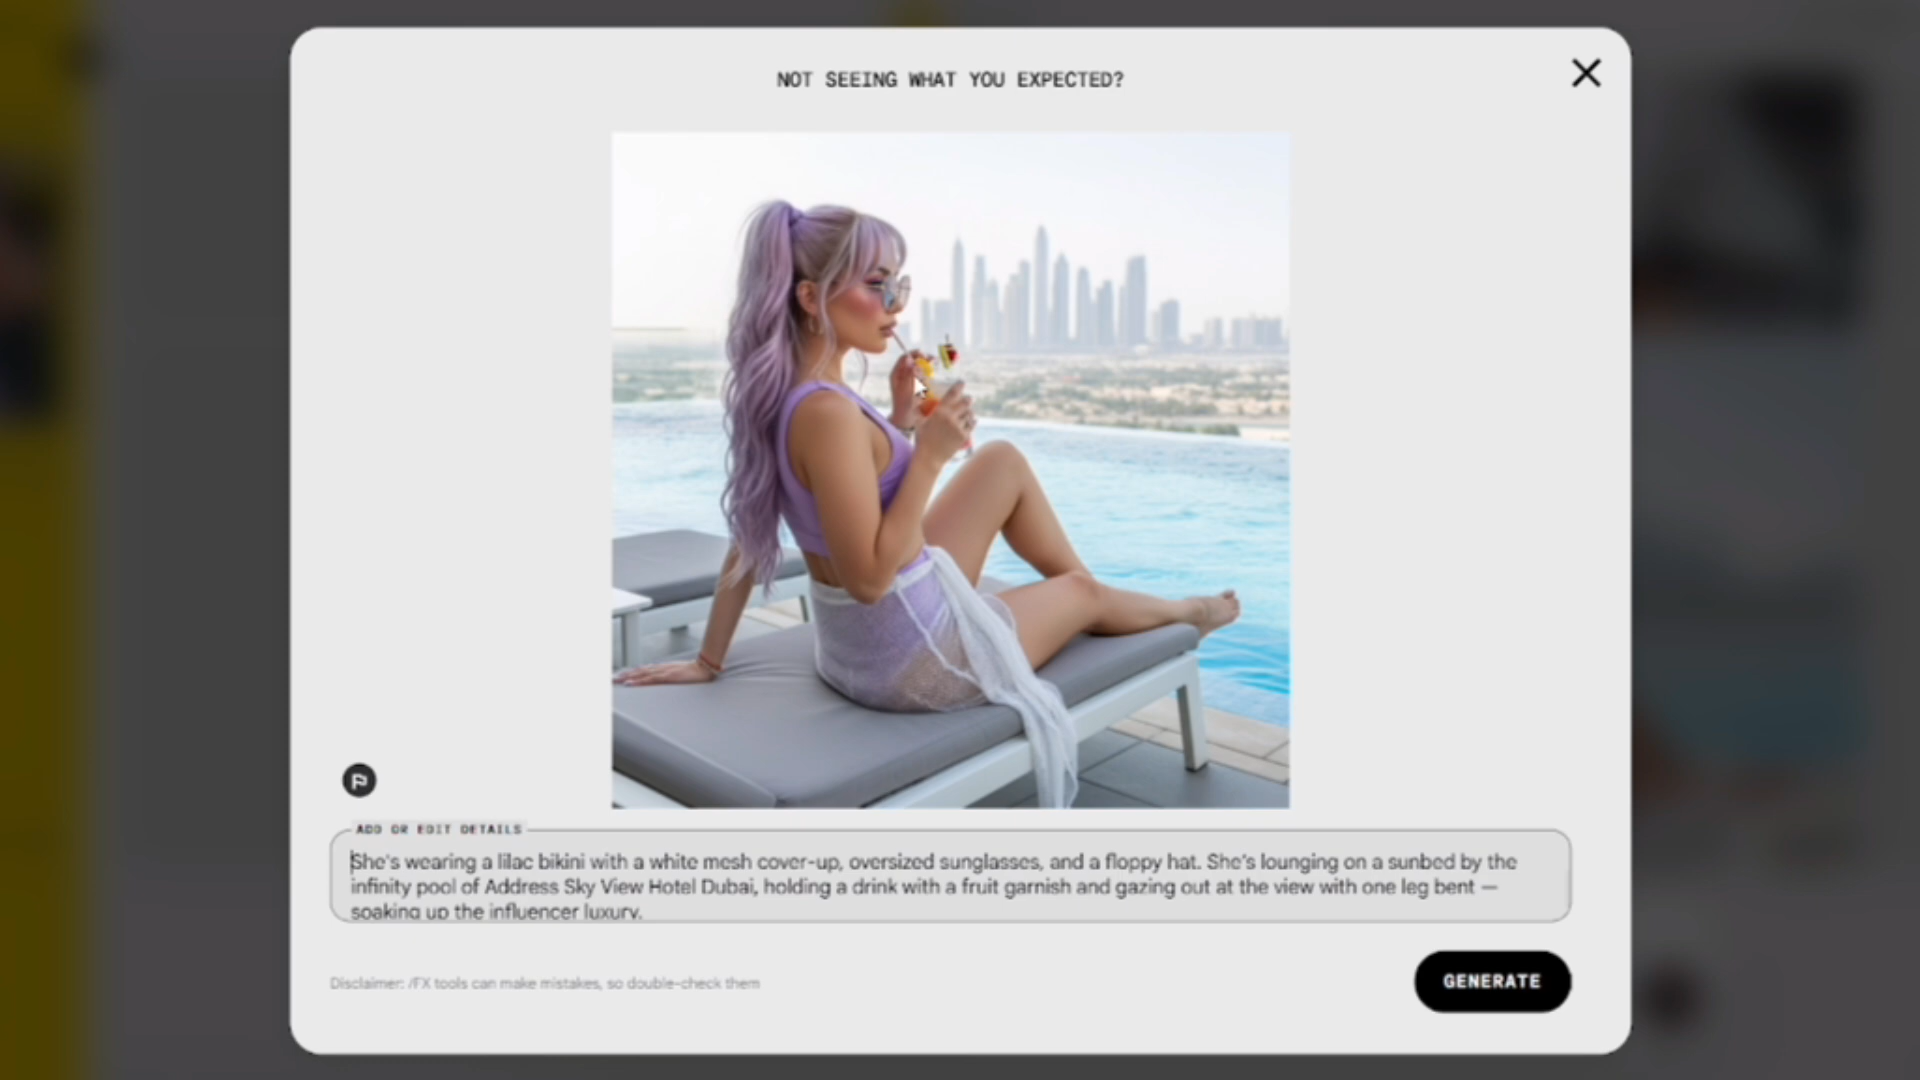 NOT SEEING WHAT YOU EXPECTED?
ADD OR EDIT DETAILS
She's wearing a lilac bikini with a white mesh cover-up, oversized sunglasses, and a floppy hat. She's lounging on a sunbed by the
infinity pool of Address Sky View Hotel Dubai, holding a drink with a fruit garnish and gazing out at the view with one leg bent —
soaking up the influencer luxury.
Disclaimer: /FX tools can make mistakes, so double-check them
GENERATE